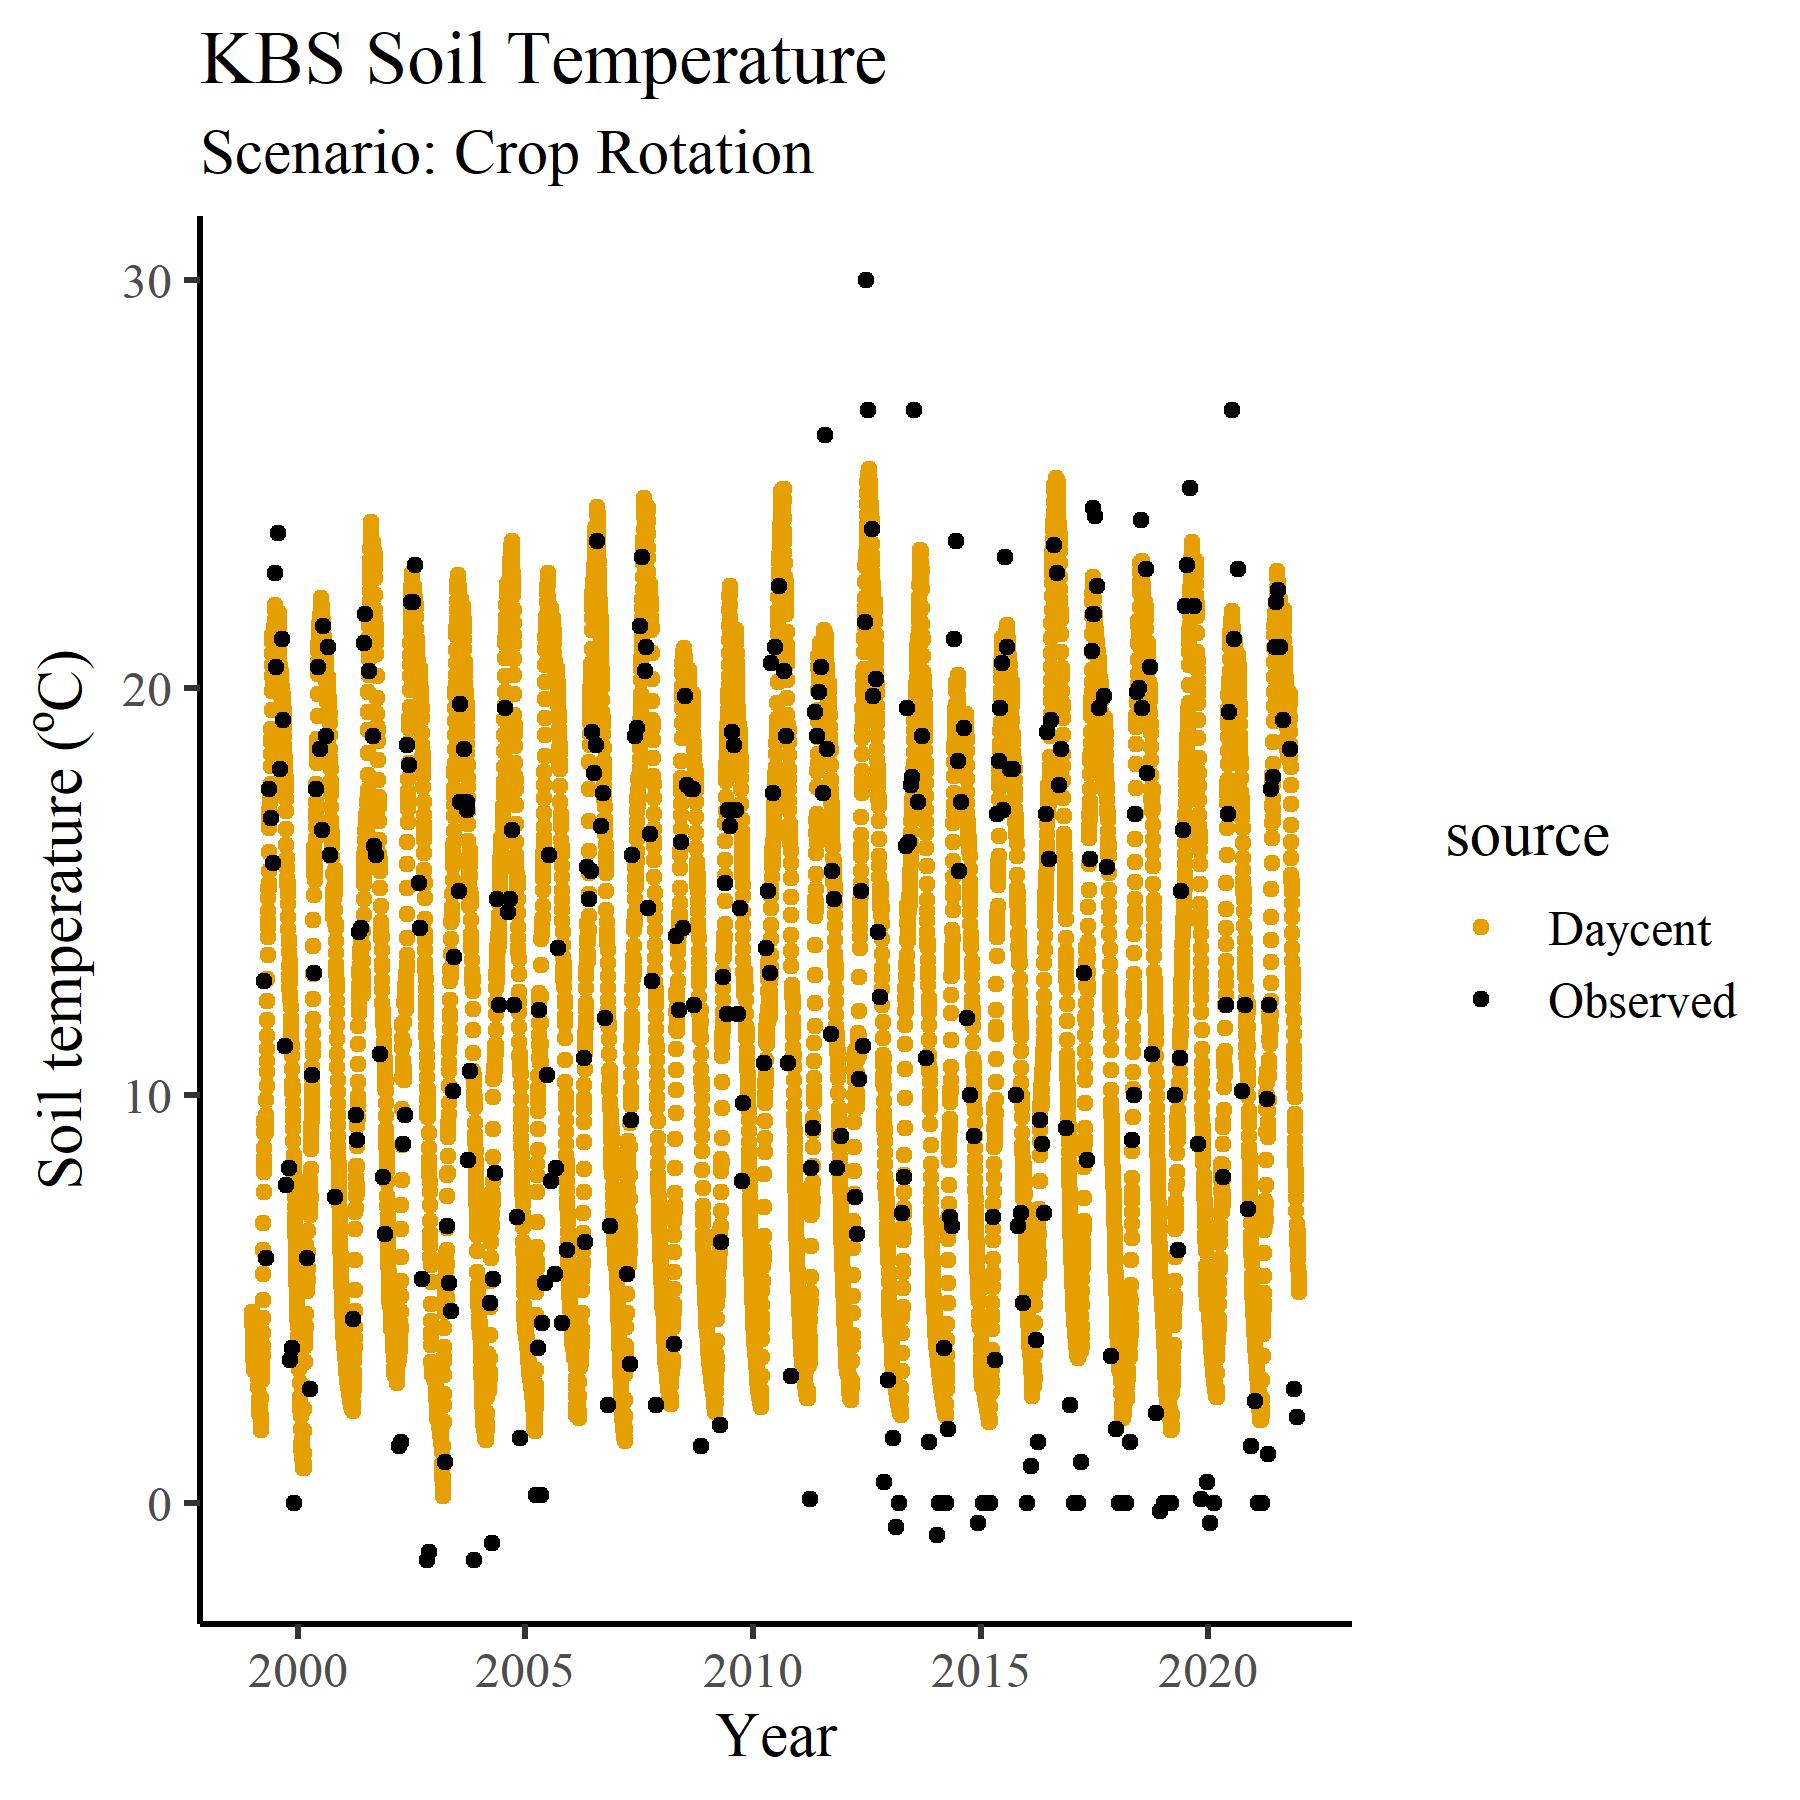 KBS Soil Temperature
Scenario: Crop Rotation
Soil temperature (ºC)
30
20
10
0
2000 2005 2010 2015 2020
Year
source
Daycent
Observed